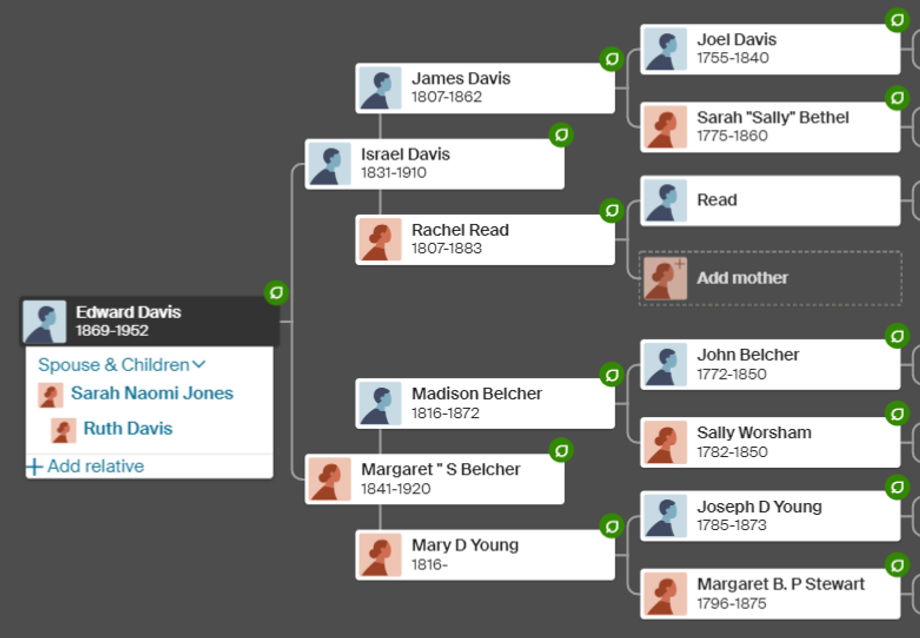 Joel Davis
1755-1840
James Davis
1807-1862
Sarah "Sally" Bethel
1775-1860
Israel Davis
1831-1910
Read
Rachel Read
1807-1883
Add mother
Edward Davis
1869-1952
Spouse & Children
Sarah Naomi Jones
Ruth Davis
Add relative
John Belcher
1772-1850
Madison Belcher
1816-1872
Sally Worsham
1782-1850
Margaret " S Belcher
1841-1920
Joseph D Young
1785-1873
Mary D Young
1816-
Margaret B. P Stewart
1796-1875